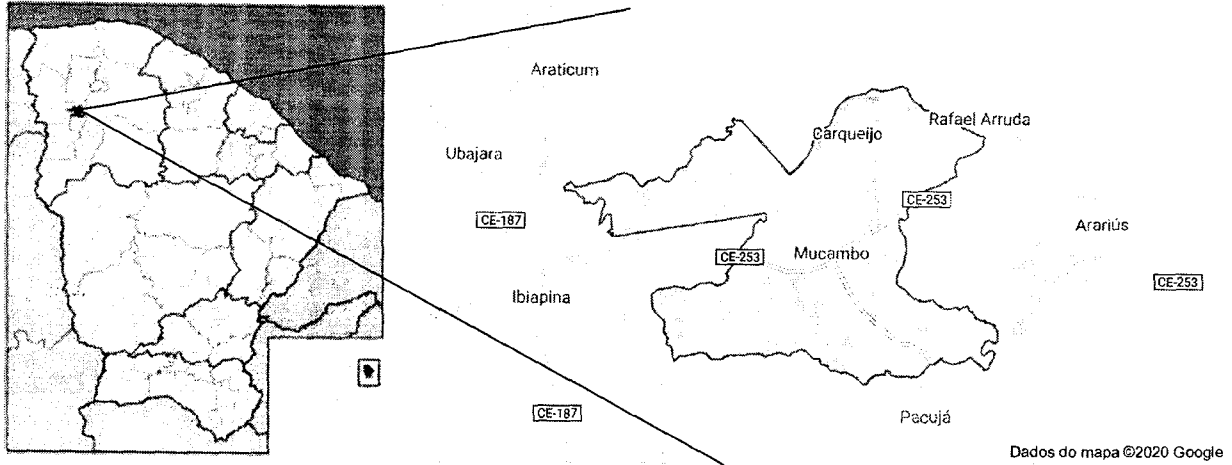 Araticum
Carqueijo
Rafael Arruda
Ubajara
CE-253
CE-187
Arariús
Mucambo
CE-253
CE-253
Ibiapina
CE-187
Pacujá
Dados do mapa ©2020 Google